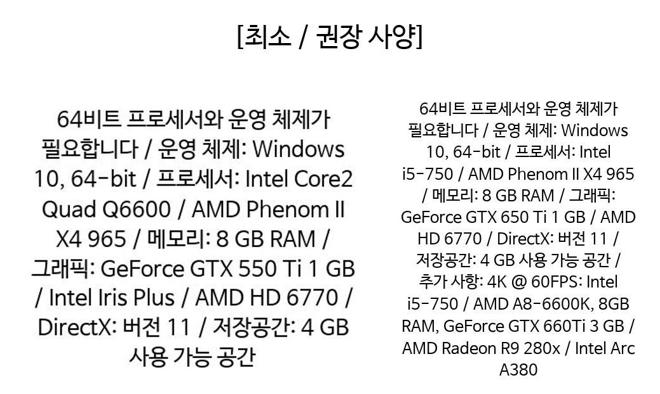 [최소 / 권장 사양]
64비트 프로세서와 운영 체제가
필요합니다 / 운영 체제: Windows
10, 64-bit / 프로세서: Intel Core2
Quad Q6600 / AMD Phenom II
X4 965 / 메모리: 8 GB RAM /
그래픽: GeForce GTX 550 Ti 1 GB
/ Intel Iris Plus / AMD HD 6770 /
DirectX: 버전 11 / 저장공간: 4 GB
사용 가능 공간
64비트 프로세서와 운영 체제가
필요합니다 / 운영 체제: Windows
10, 64-bit / 프로세서: Intel
i5-750 / AMD Phenom II X4 965
/ 메모리: 8 GB RAM / 그래픽:
GeForce GTX 650 Ti 1 GB / AMD
HD 6770 / DirectX: 버전 11 /
저장공간: 4 GB 사용 가능 공간 /
추가 사항: 4K @ 60FPS: Intel
i5-750 / AMD A8-6600K, 8GB
RAM, GeForce GTX 660Ti 3 GB /
AMD Radeon R9 280x / Intel Arc
A380